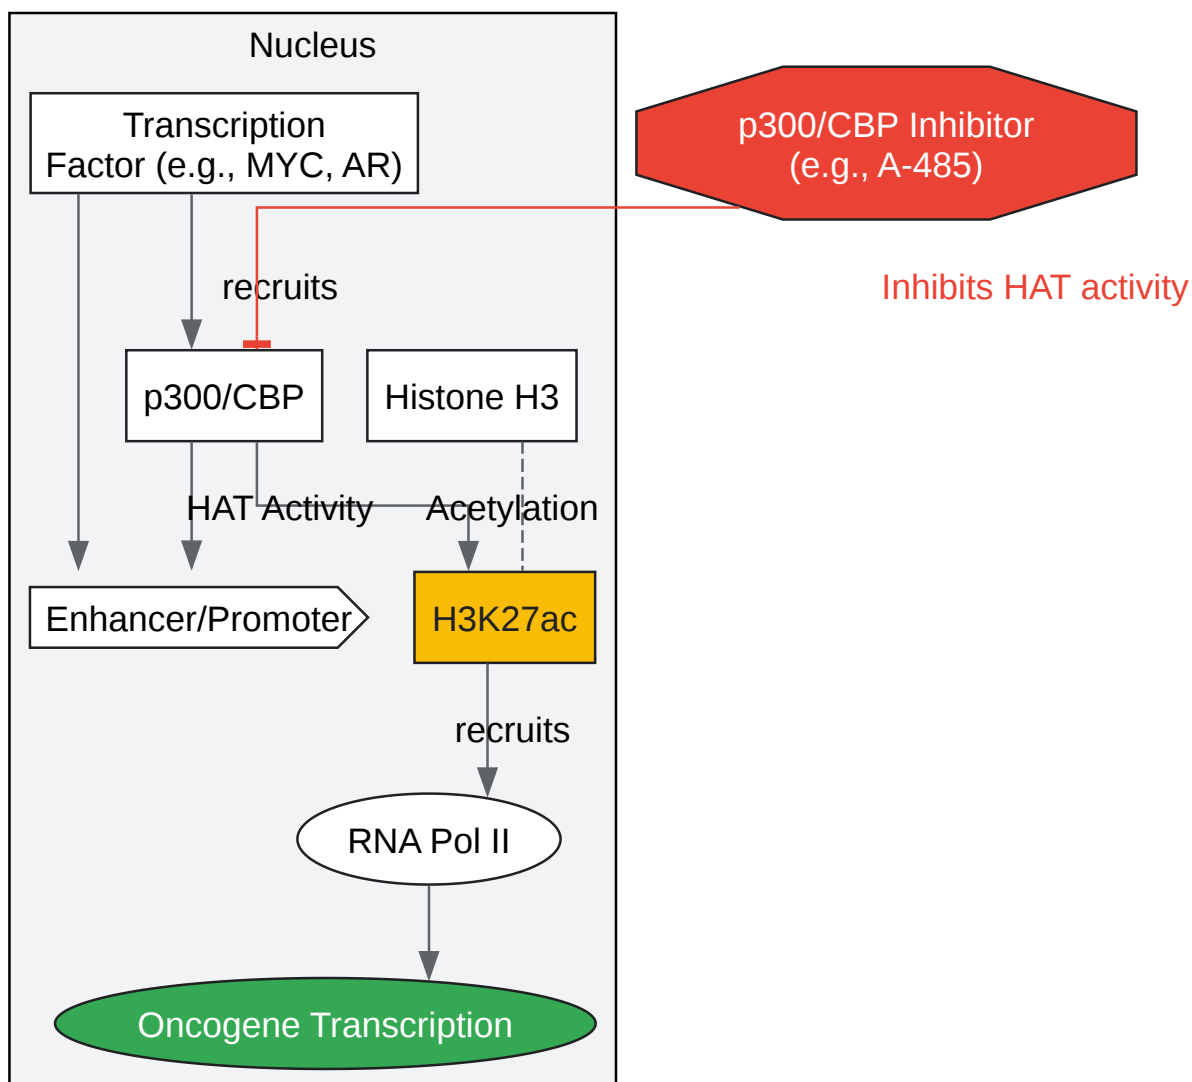 Nucleus
Transcription
Factor (e.g., MYC, AR)
p300/CBP Inhibitor
(e.g., A-485)
recruits
Inhibits HAT activity
p300/CBP
Histone H3
HAT Activity
Acetylation
Enhancer/Promoter
H3K27ac
recruits
RNA Pol II
Oncogene Transcription